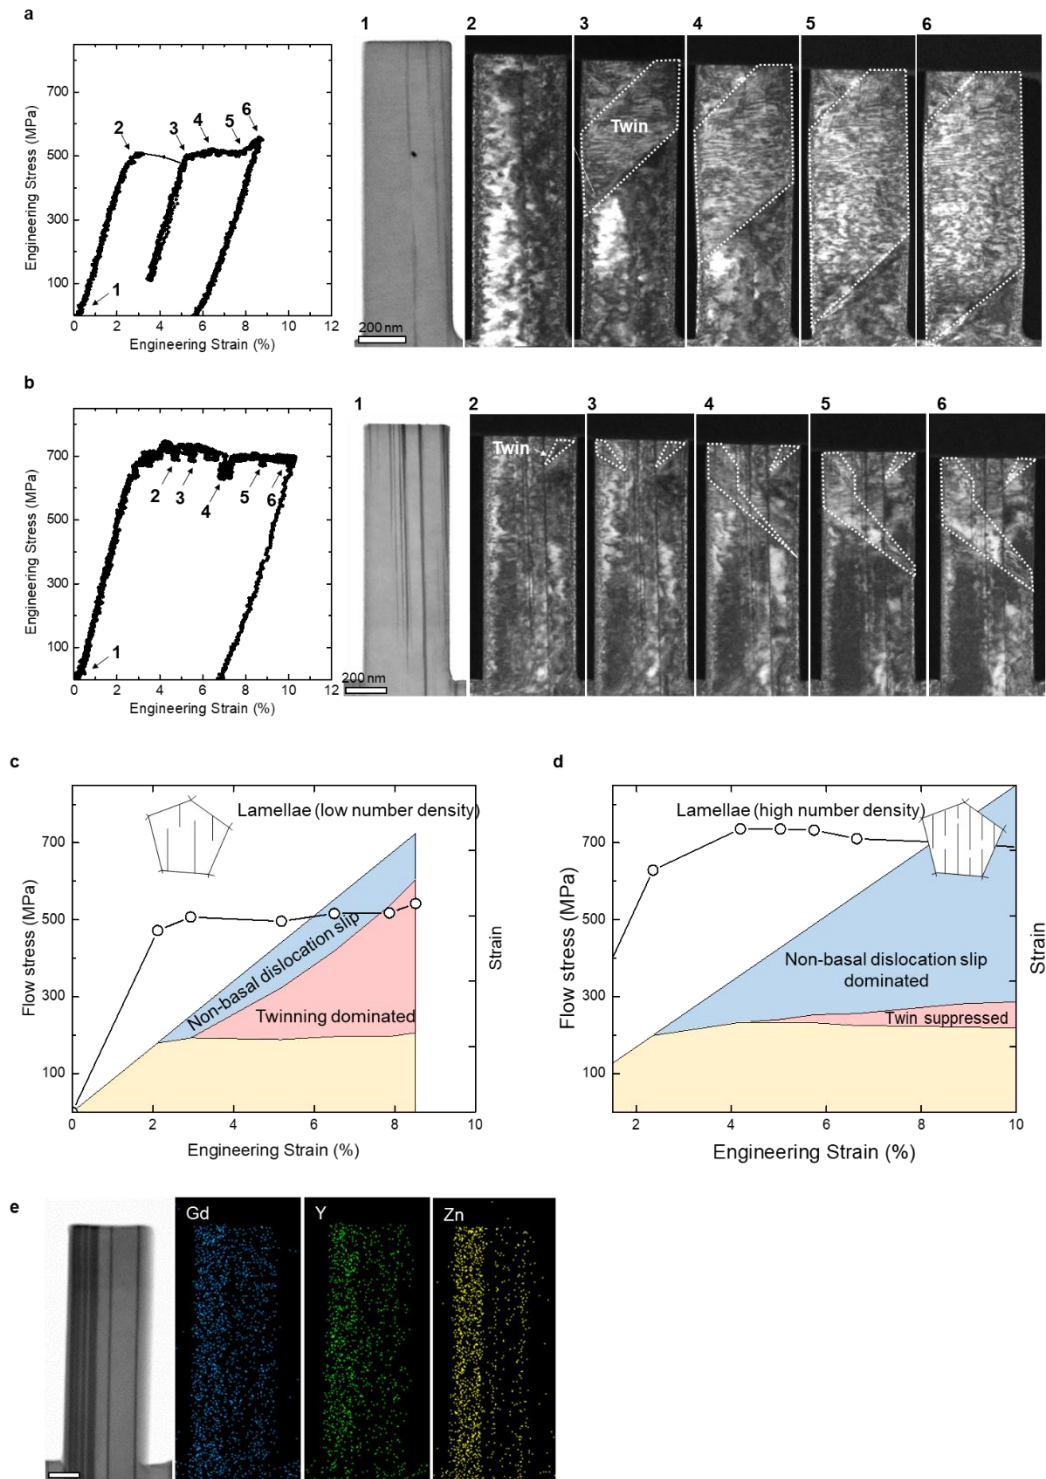 a
1 2 3 4 5 6
Engineering Stress (MPa)
700
500
300
100
2 3 4 5 6
1
0 2 4 6 8 10 12
Engineering Strain (%)
Twin
200 nm
b
1 2 3 4 5 6
Engineering Stress (MPa)
700
500
300
100
2 3 4 5 6
1
0 2 4 6 8 10 12
Engineering Strain (%)
Twin
200 nm
c
Lamellae (low number density)
Flow stress (MPa)
700
500
300
100
Non-basal dislocation slip
Twinning dominated
Strain
0 2 4 6 8 10
Engineering Strain (%)
d
Lamellae (high number density)
Flow stress (MPa)
700
500
300
100
Non-basal dislocation slip
dominated
Twin suppressed
Strain
2 4 6 8 10
Engineering Strain (%)
e
Gd
Y
Zn